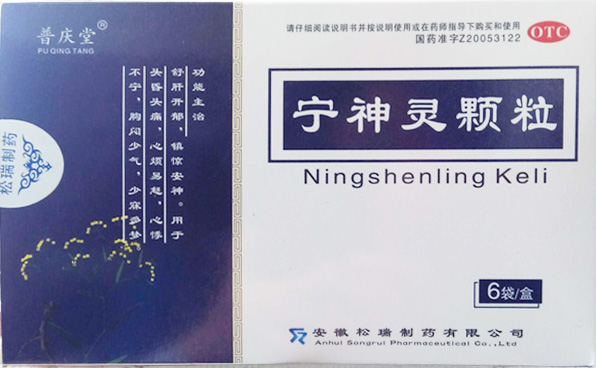 普庆堂®
PU QING TANG
松瑞制药
功能主治
舒肝开郁，镇惊安神。用于
头昏头痛，心烦易怒，心悸
不宁，胸闷少气，少寐多梦
请仔细阅读说明书并按说明使用或在药师指导下购买和使用
国药准字Z20053122
OTC
宁神灵颗粒
Ningshenling Keli
6袋/盒
安徽松瑞制药有限公司
Anhui Songrui Pharmaceutical Co.,Ltd